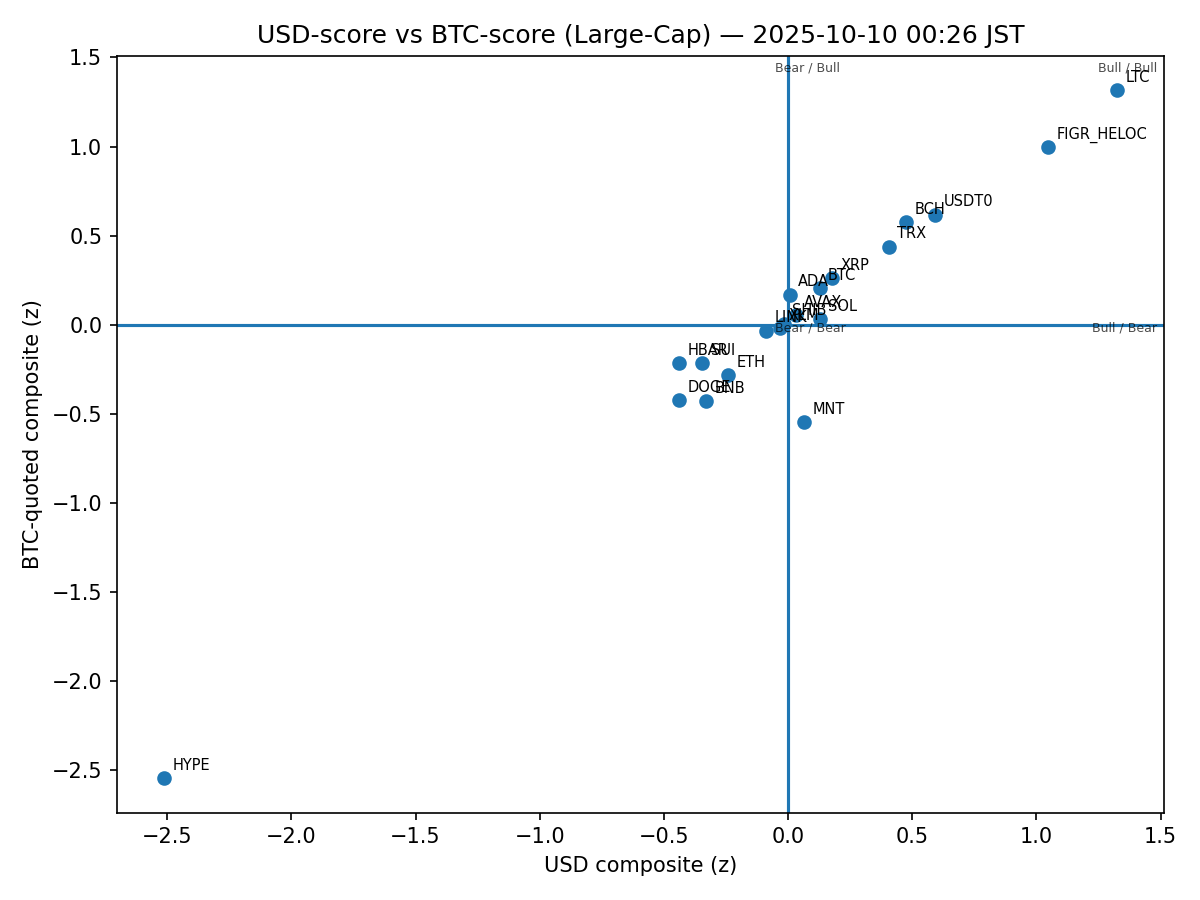 USD-score vs BTC-score (Large-Cap) — 2025-10-10 00:26 JST
Bear / Bull
Bull / Bull
LTC
FIGR_HELOC
USDT0
BCH
TRX
XRP
BTC
ADA
AVAX
SOL
SHIB
XLM
LINK
Bear / Bear
Bull / Bear
HBAR
SUI
ETH
DOGE
BNB
MNT
HYPE
1.5
1.0
0.5
0.0
−0.5
−1.0
−1.5
−2.0
−2.5
BTC-quoted composite (z)
−2.5 −2.0 −1.5 −1.0 −0.5 0.0 0.5 1.0 1.5
USD composite (z)